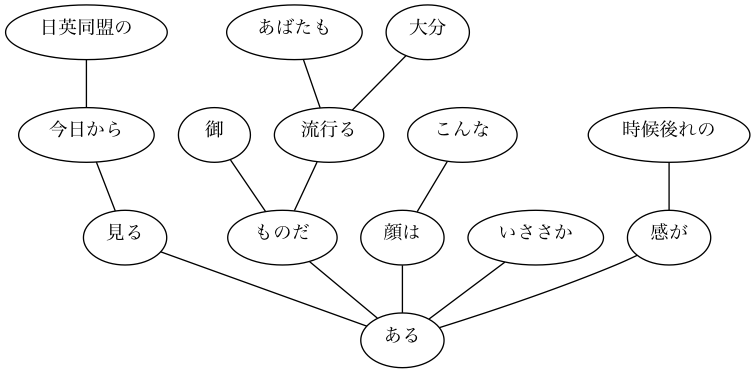 日英同盟の
あばたも
大分
今日から
御
流行る
こんな
時候後れの
見る
ものだ
顔は
いささか
感が
ある